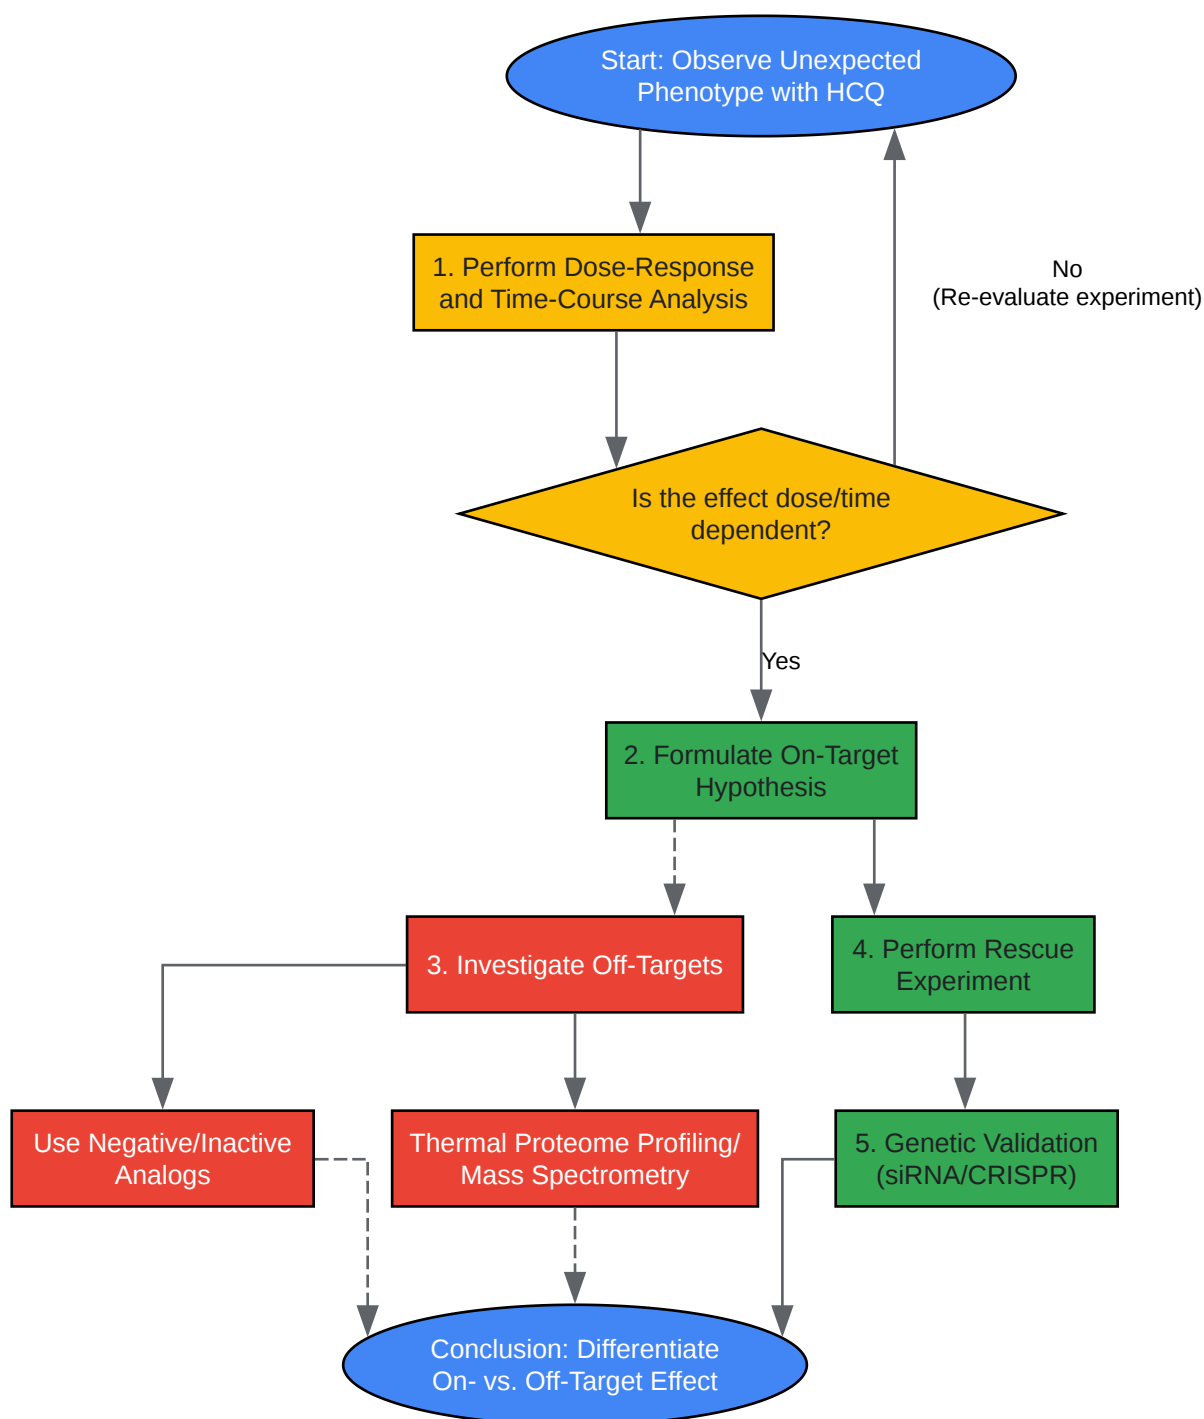 Start: Observe Unexpected
Phenotype with HCQ
1. Perform Dose-Response
and Time-Course Analysis
No
(Re-evaluate experiment)
Is the effect dose/time
dependent?
Yes
2. Formulate On-Target
Hypothesis
3. Investigate Off-Targets
4. Perform Rescue
Experiment
Use Negative/Inactive
Analogs
Thermal Proteome Profiling/
Mass Spectrometry
5. Genetic Validation
(siRNA/CRISPR)
Conclusion: Differentiate
On- vs. Off-Target Effect